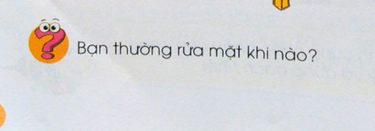 Bạn thường rửa mặt khi nào?